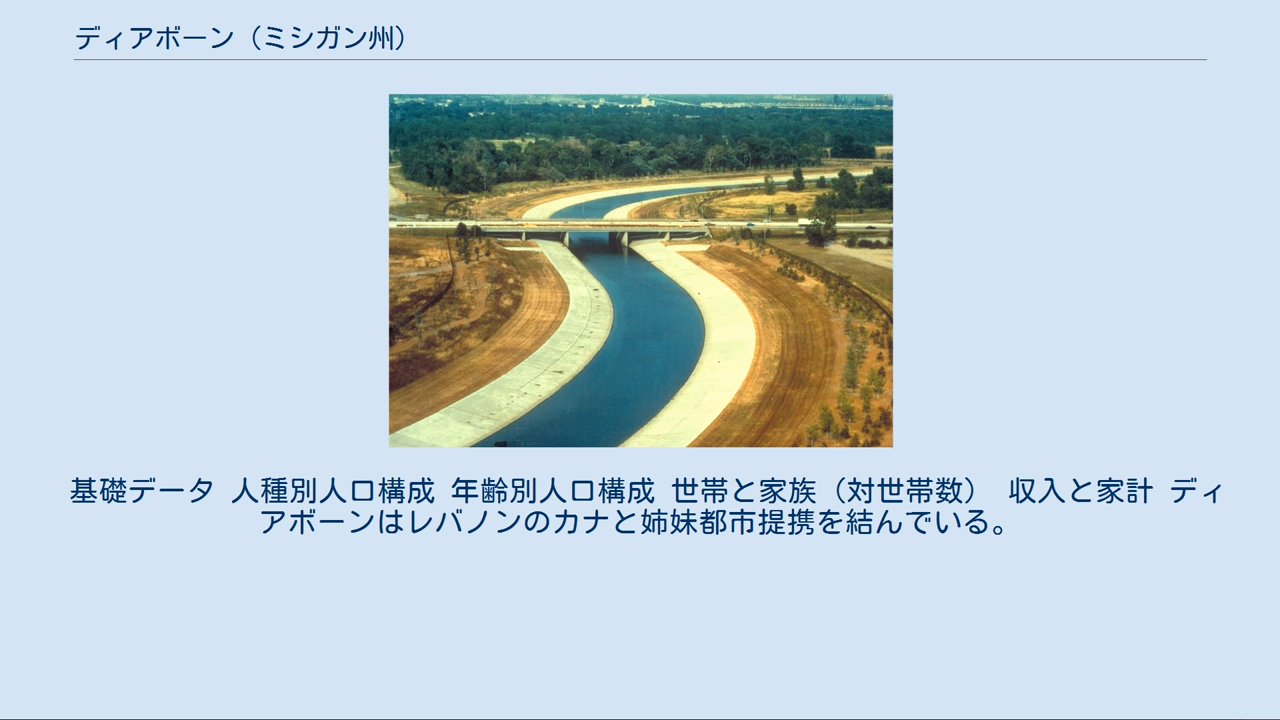 ディアボーン（ミシガン州）
基礎データ 人種別人口構成 年齢別人口構成 世帯と家族（対世帯数） 収入と家計 ディ
アボーンはレバノンのカナと姉妹都市提携を結んでいる。